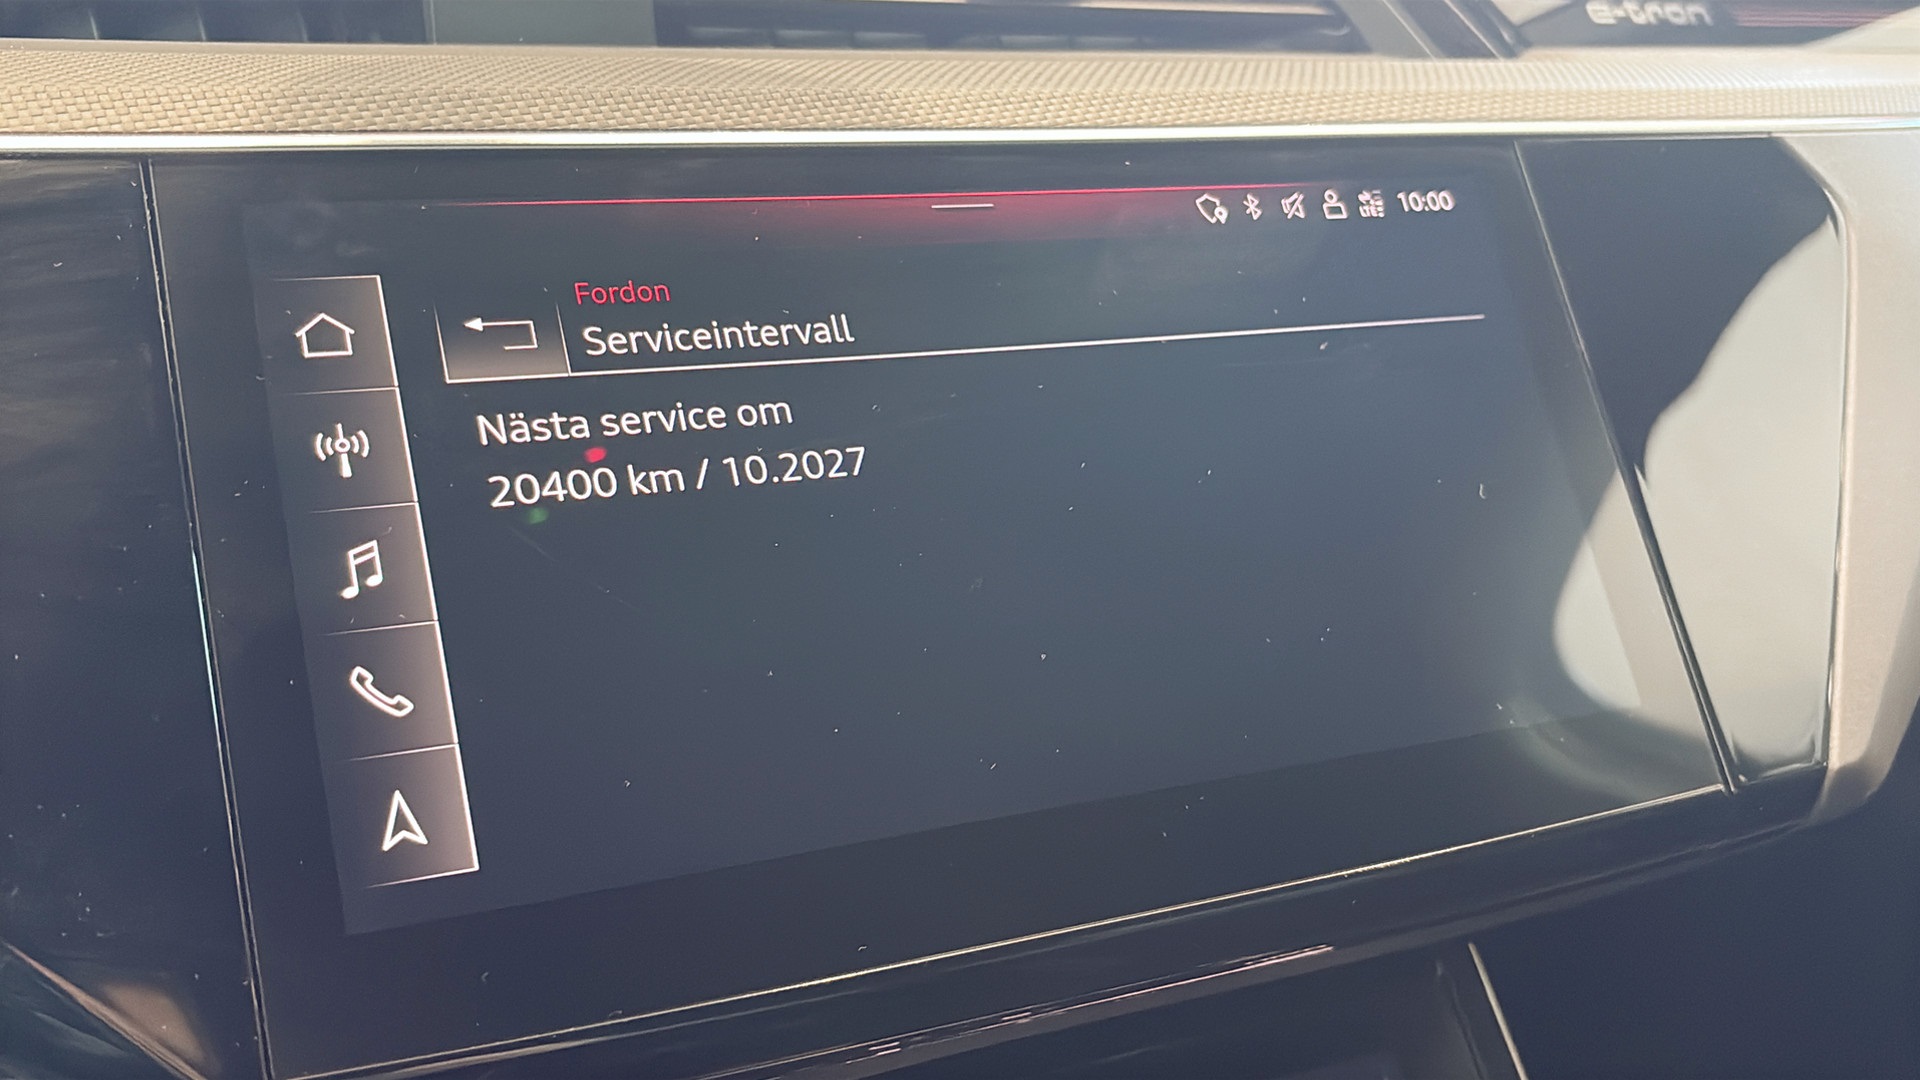 e-tron
10:00
Fordon
Serviceintervall
Nästa service om
20400 km / 10.2027